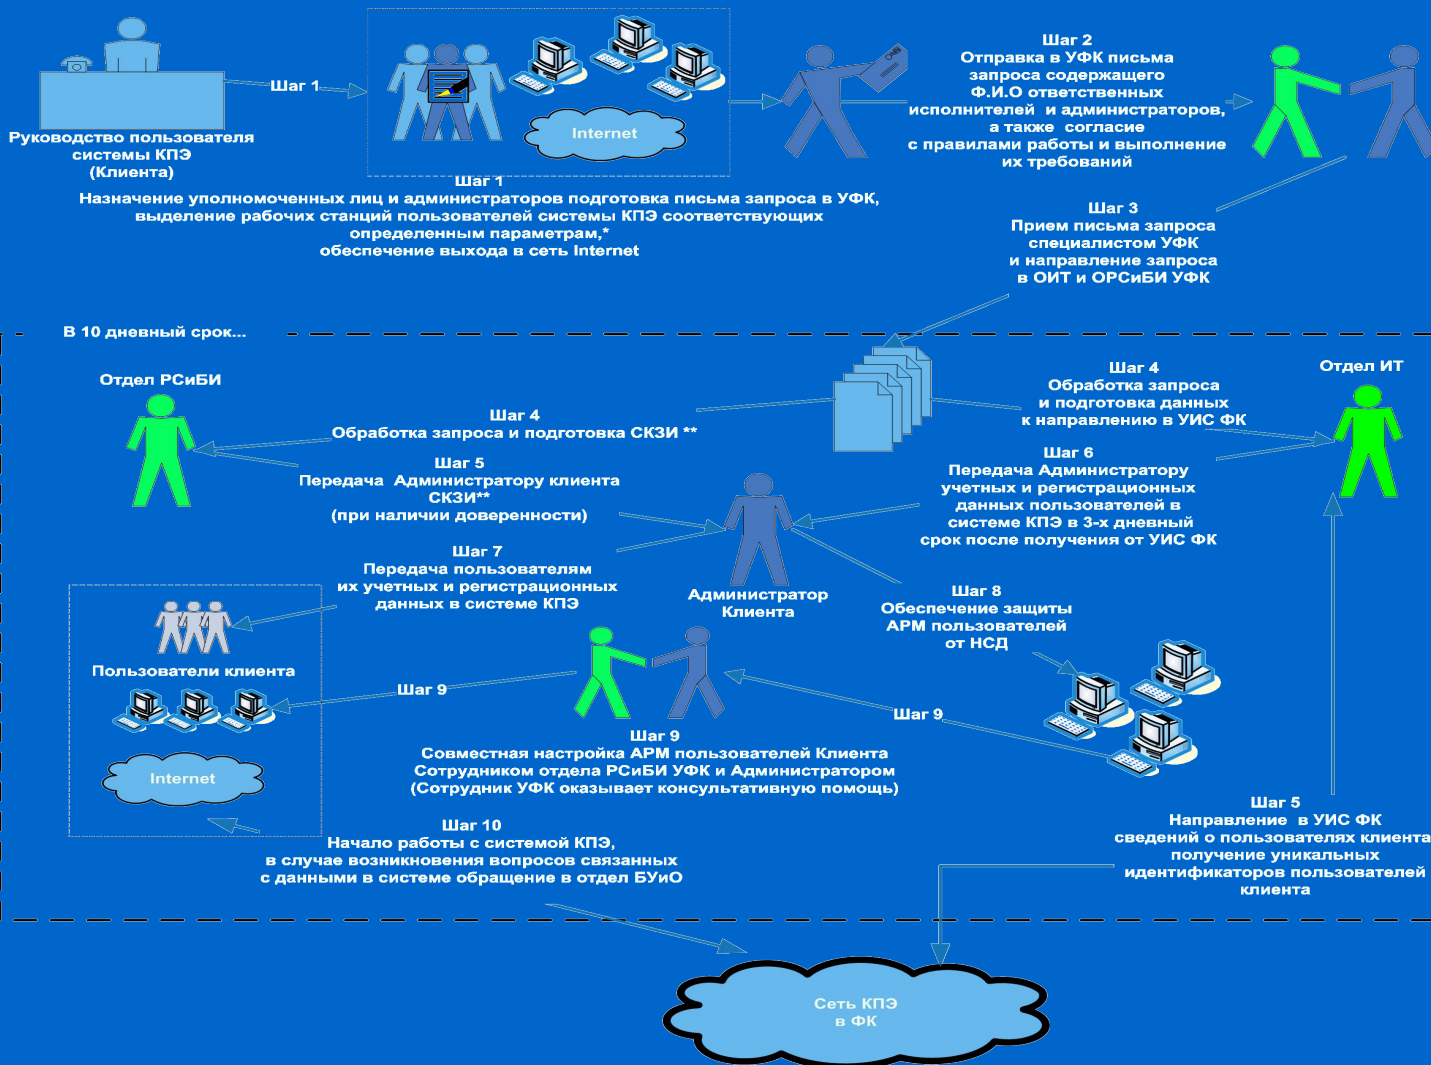 Руководство пользователя
системы КПЭ
(Клиента)
Шаг 1
Internet
Шаг 1
Назначение уполномоченных лиц и администраторов подготовка письма запроса в УФК,
выделение рабочих станций пользователей системы КПЭ соответствующих
определенным параметрам,*
обеспечение выхода в сеть Internet
Шаг 2
Отправка в УФК письма
запроса содержащего
Ф.И.О ответственных
исполнителей и администраторов,
а также согласие
с правилами работы и выполнение
их требований
Шаг 3
Прием письма запроса
специалистом УФК
и направление запроса
в ОИТ и ОРСиБИ УФК
В 10 дневный срок...
Отдел РСиБИ
Шаг 4
Обработка запроса и подготовка СКЗИ **
Шаг 4
Обработка запроса
и подготовка данных
к направлению в УИС ФК
Отдел ИТ
Шаг 5
Передача Администратору клиента
СКЗИ**
(при наличии доверенности)
Шаг 6
Передача Администратору
учетных и регистрационных
данных пользователей в
системе КПЭ в 3-х дневный
срок после получения от УИС ФК
Шаг 7
Передача пользователям
их учетных и регистрационных
данных в системе КПЭ
Администратор
Клиента
Шаг 8
Обеспечение защиты
АРМ пользователей
от НСД
Пользователи клиента
Internet
Шаг 9
Шаг 9
Шаг 9
Совместная настройка АРМ пользователей Клиента
Сотрудником отдела РСиБИ УФК и Администратором
(Сотрудник УФК оказывает консультативную помощь)
Шаг 10
Начало работы с системой КПЭ,
в случае возникновения вопросов связанных
с данными в системе обращение в отдел БУиО
Шаг 5
Направление в УИС ФК
сведений о пользователях клиента
получение уникальных
идентификаторов пользователей
клиента
Сеть КПЭ
в ФК